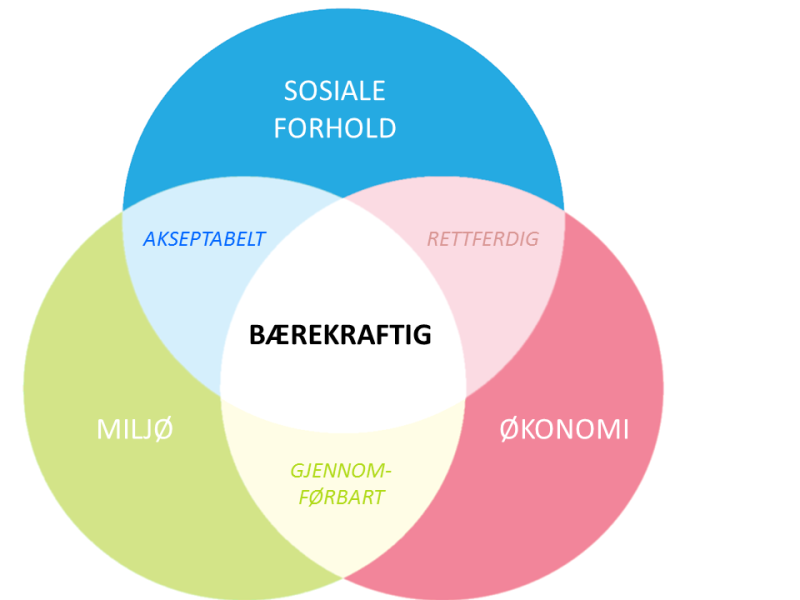 SOSIALE
FORHOLD
AKSEPTABELT
RETTFERDIG
BÆREKRAFTIG
MILJØ
ØKONOMI
GJENNOM-
FØRBART